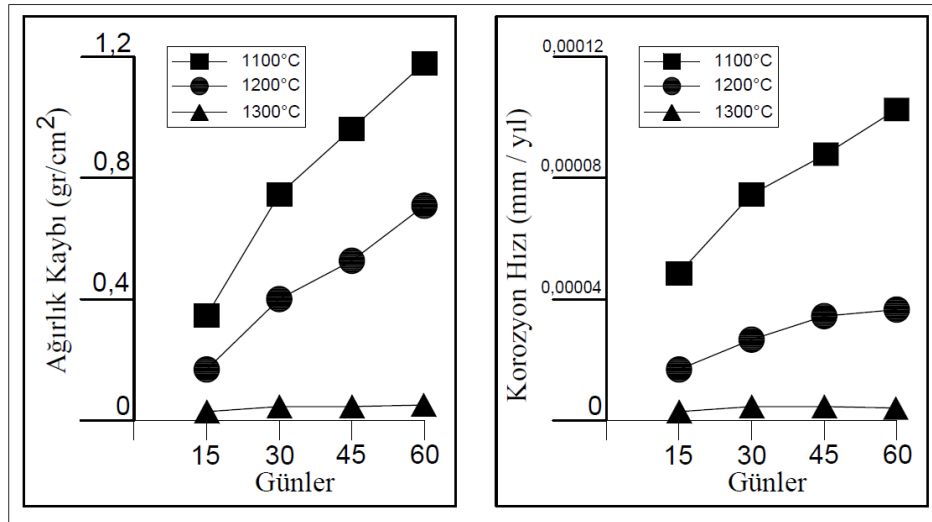 1,2
0,8
0,4
0
Ağırlık Kaybı (gr/cm²)
1100°C
1200°C
1300°C
15 30 45 60
Günler
0,00012
0,00008
0,00004
0
Korozyon Hızı (mm / yıl)
1100°C
1200°C
1300°C
15 30 45 60
Günler